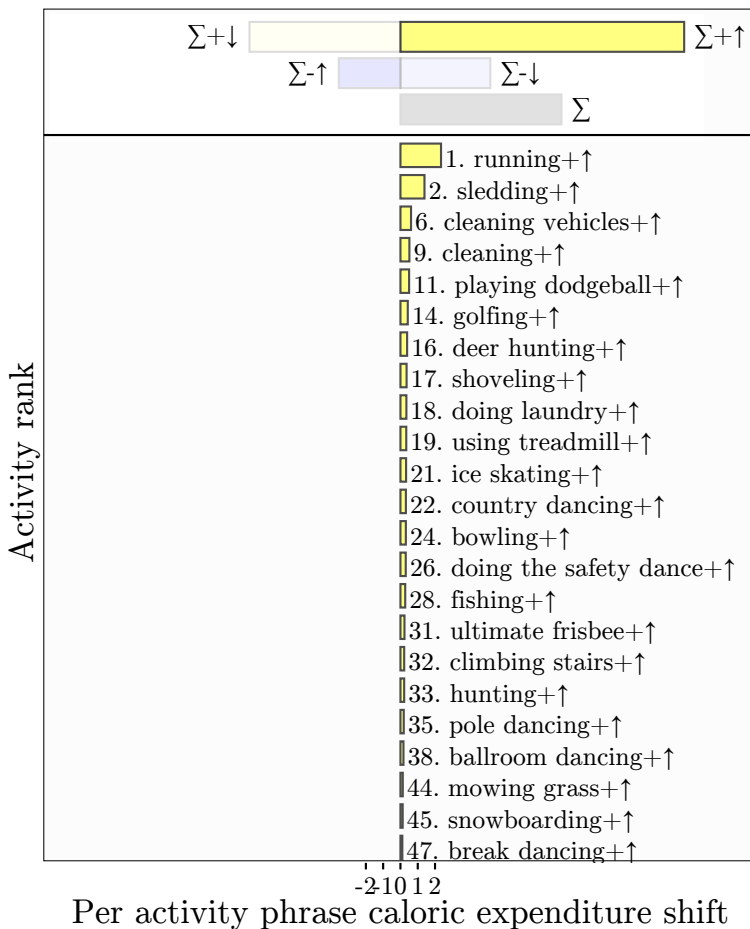 Σ+↓ Σ+↑
Σ-↑ Σ-↓
Σ
1. running+↑
2. sledding+↑
6. cleaning vehicles+↑
9. cleaning+↑
11. playing dodgeball+↑
14. golfing+↑
16. deer hunting+↑
17. shoveling+↑
18. doing laundry+↑
19. using treadmill+↑
21. ice skating+↑
22. country dancing+↑
24. bowling+↑
26. doing the safety dance+↑
28. fishing+↑
31. ultimate frisbee+↑
32. climbing stairs+↑
33. hunting+↑
35. pole dancing+↑
38. ballroom dancing+↑
44. mowing grass+↑
45. snowboarding+↑
47. break dancing+↑
Activity rank
-2 -1 0 1 2
Per activity phrase caloric expenditure shift